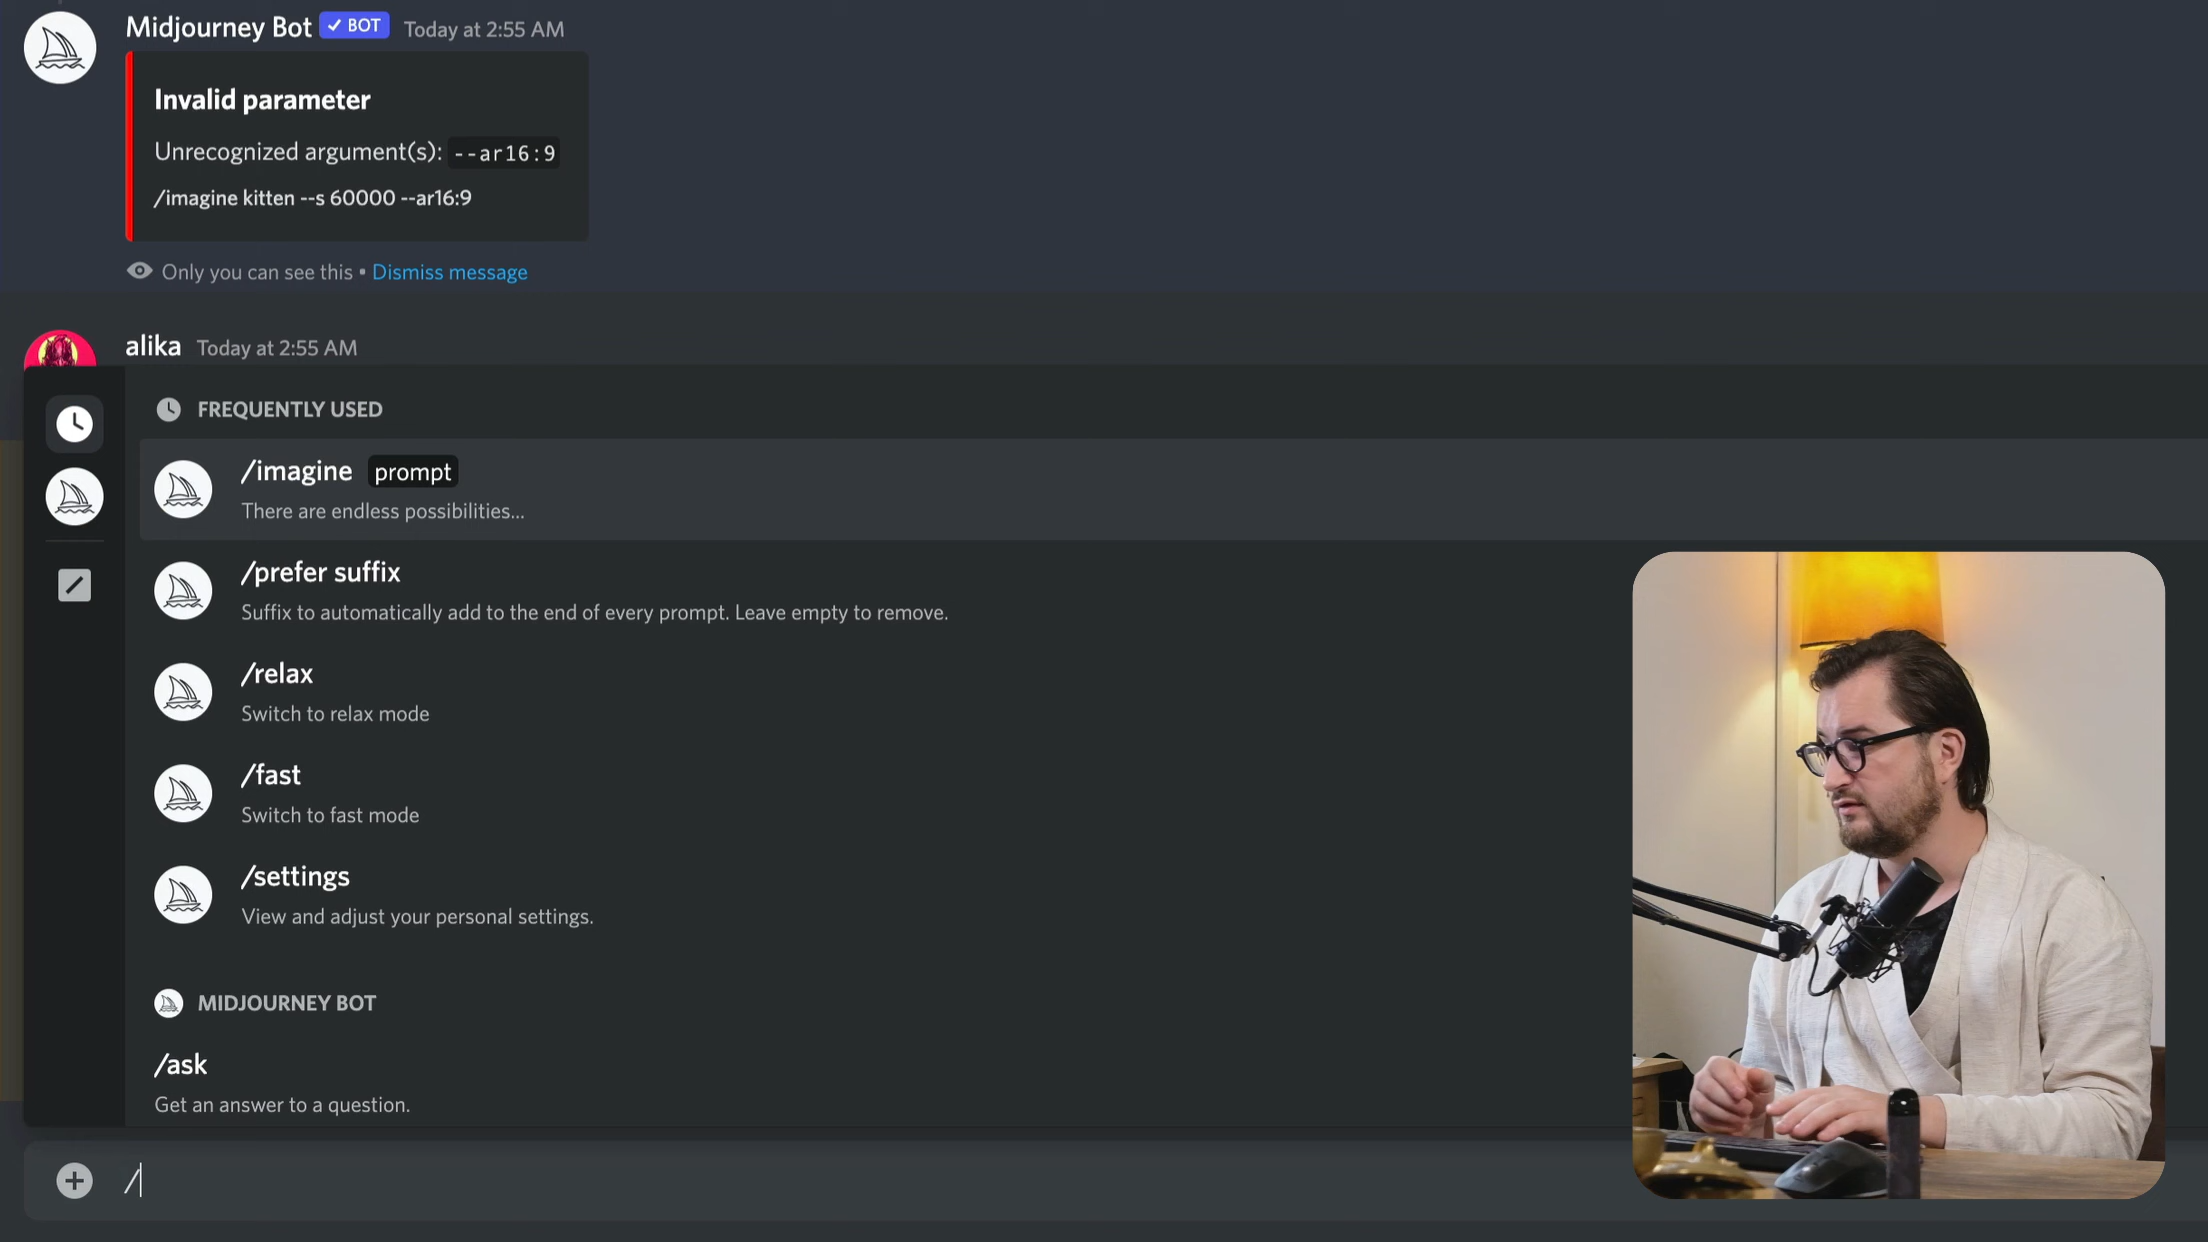 Midjourney Bot ✓ BOT Today at 2:55 AM
Invalid parameter
Unrecognized argument(s): --ar16:9
/imagine kitten --s 60000 --ar16:9
Only you can see this • Dismiss message
alika Today at 2:55 AM
FREQUENTLY USED
/imagine prompt
There are endless possibilities...
/prefer suffix
Suffix to automatically add to the end of every prompt. Leave empty to remove.
/relax
Switch to relax mode
/fast
Switch to fast mode
/settings
View and adjust your personal settings.
MIDJOURNEY BOT
/ask
Get an answer to a question.
/